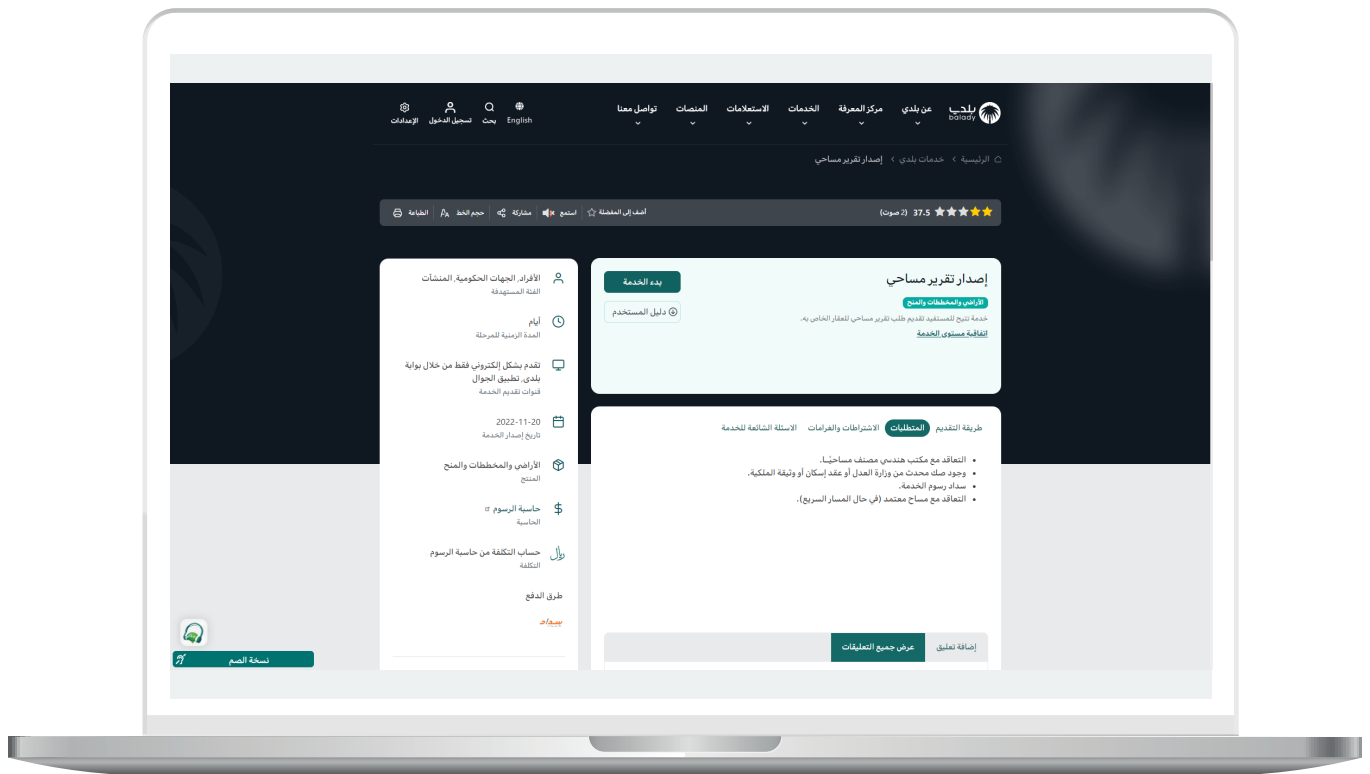 بلدي
balady
عن بلدي
مركز المعرفة
الخدمات
الاستعلامات
المنصات
تواصل معنا
English
بحث
تسجيل الدخول
الإعدادات
الرئيسية > خدمات بلدي > إصدار تقرير مساحي
37.5 (2 صوت)
أضف إلى المفضلة
استمع
مشاركة
حجم الخط
الطباعة
إصدار تقرير مساحي
الأراضي والمخططات والمنح
خدمة تتيح للمستفيد تقديم طلب تقرير مساحي للعقار الخاص به.
اتفاقية مستوى الخدمة
بدء الخدمة
دليل المستخدم
طريقة التقديم
المتطلبات
الاشتراطات والغرامات
الاسئلة الشائعة للخدمة
• التعاقد مع مكتب هندسي مصنف مساحيًا.
• وجود صك محدث من وزارة العدل أو عقد إسكان أو وثيقة الملكية.
• سداد رسوم الخدمة.
• التعاقد مع مساح معتمد (في حال المسار السريع).
إضافة تعليق
عرض جميع التعليقات
الأفراد, الجهات الحكومية, المنشآت
الفئة المستهدفة
أيام
المدة الزمنية للمرحلة
تقدم بشكل إلكتروني فقط من خلال بوابة
بلدي, تطبيق الجوال
قنوات تقديم الخدمة
2022-11-20
تاريخ إصدار الخدمة
الأراضي والمخططات والمنح
المنتج
حاسبة الرسوم
الحاسبة
حساب التكلفة من حاسبة الرسوم
التكلفة
طرق الدفع
سداد
نسخة الصم